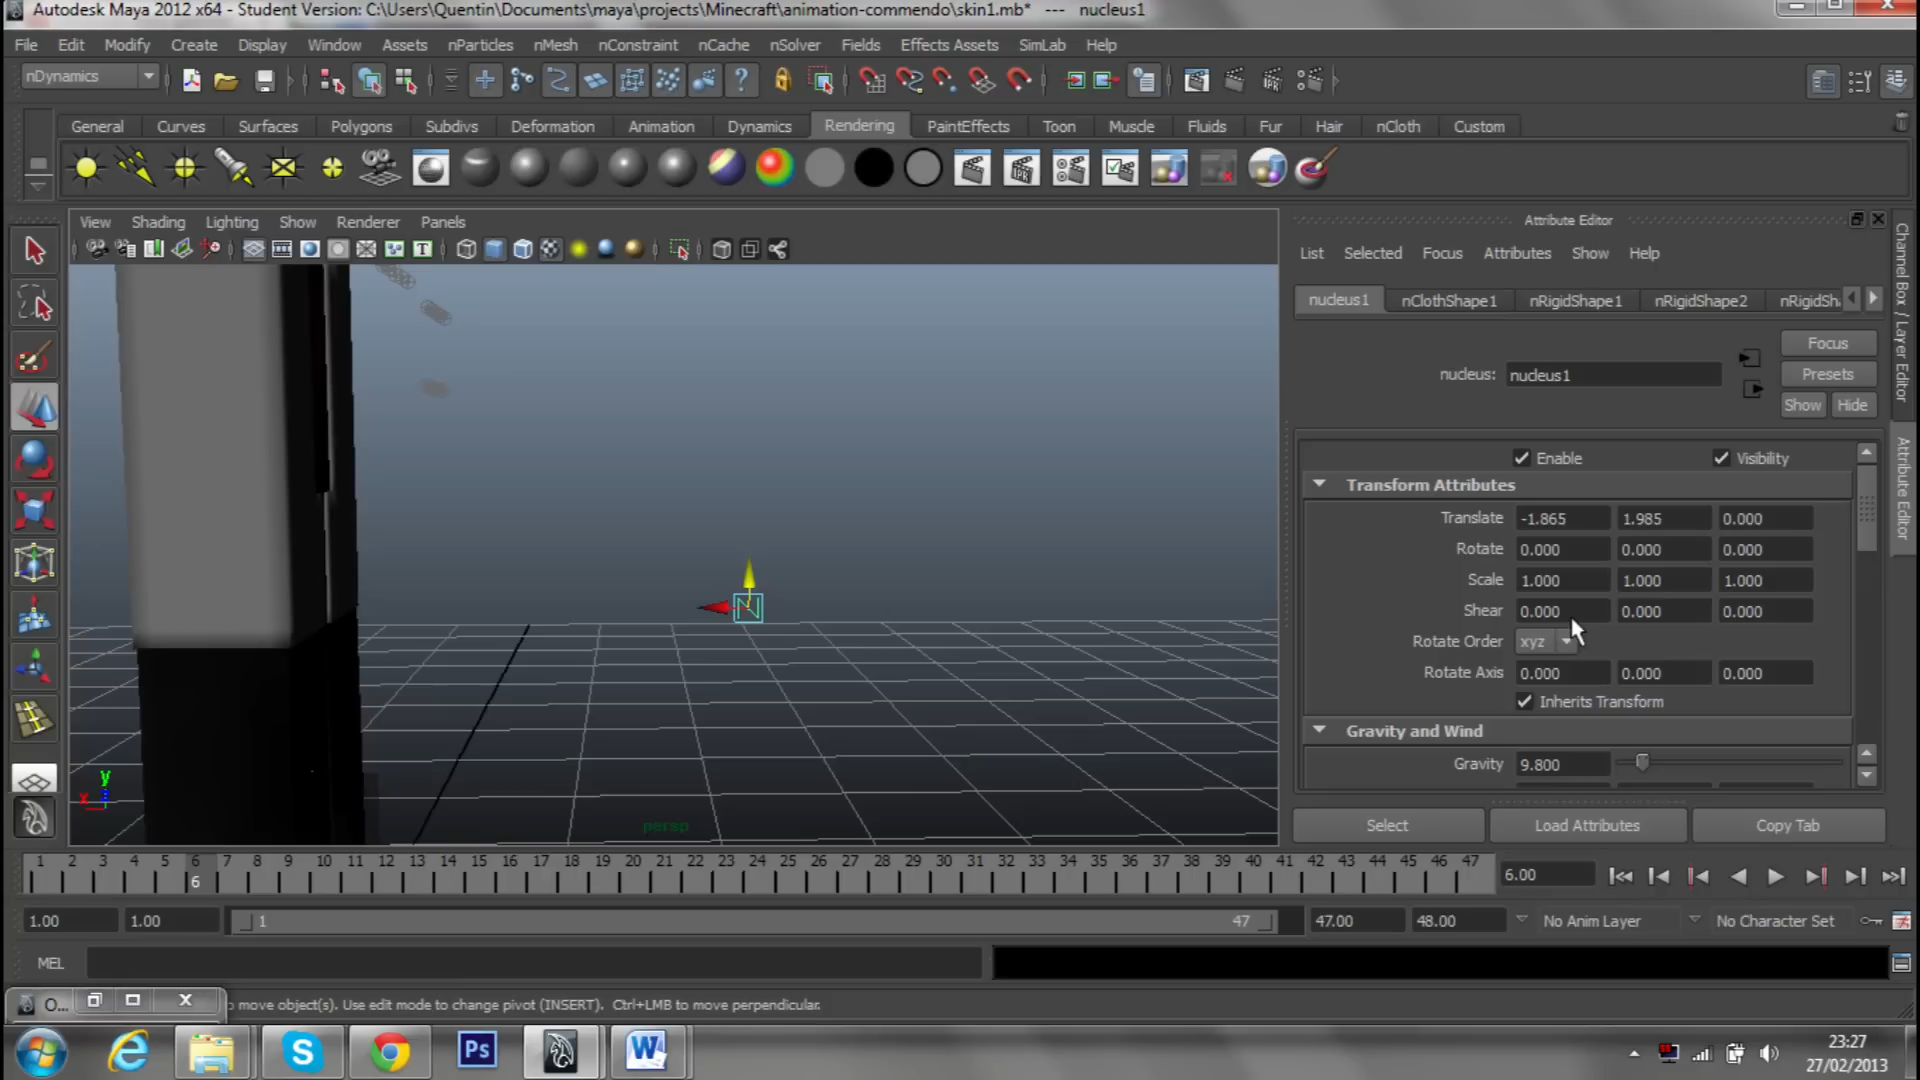 Autodesk Maya 2012 x64 - Student Version: C:\Users\Quentin\Documents\maya\projects\Minecraft\animation-commendo\skin1.mb* --- nucleus1
File Edit Modify Create Display Window Assets nParticles nMesh nConstraint nCache nSolver Fields Effects Assets SimLab Help
nDynamics
General Curves Surfaces Polygons Subdivs Deformation Animation Dynamics Rendering PaintEffects Toon Muscle Fluids Fur Hair nCloth Custom
IPR
View Shading Lighting Show Renderer Panels
Attribute Editor
List Selected Focus Attributes Show Help
nucleus1 nClothShape1 nRigidShape1 nRigidShape2 nRigidSh
nucleus: nucleus1
Focus
Presets
Show Hide
Enable Visibility
Transform Attributes
Translate -1.865 1.985 0.000
Rotate 0.000 0.000 0.000
Scale 1.000 1.000 1.000
Shear 0.000 0.000 0.000
Rotate Order xyz
Rotate Axis 0.000 0.000 0.000
Inherits Transform
Gravity and Wind
Gravity 9.800
Select Load Attributes Copy Tab
Channel Box / Layer Editor
Attribute Editor
N
y
x z
persp
1 2 3 4 5 6 7 8 9 10 11 12 13 14 15 16 17 18 19 20 21 22 23 24 25 26 27 28 29 30 31 32 33 34 35 36 37 38 39 40 41 42 43 44 45 46 47
6
6.00
1.00 1.00 1 47 47.00 48.00 No Anim Layer No Character Set
MEL
O... to move object(s). Use edit mode to change pivot (INSERT). Ctrl+LMB to move perpendicular.
Ps
W
23:27
27/02/2013